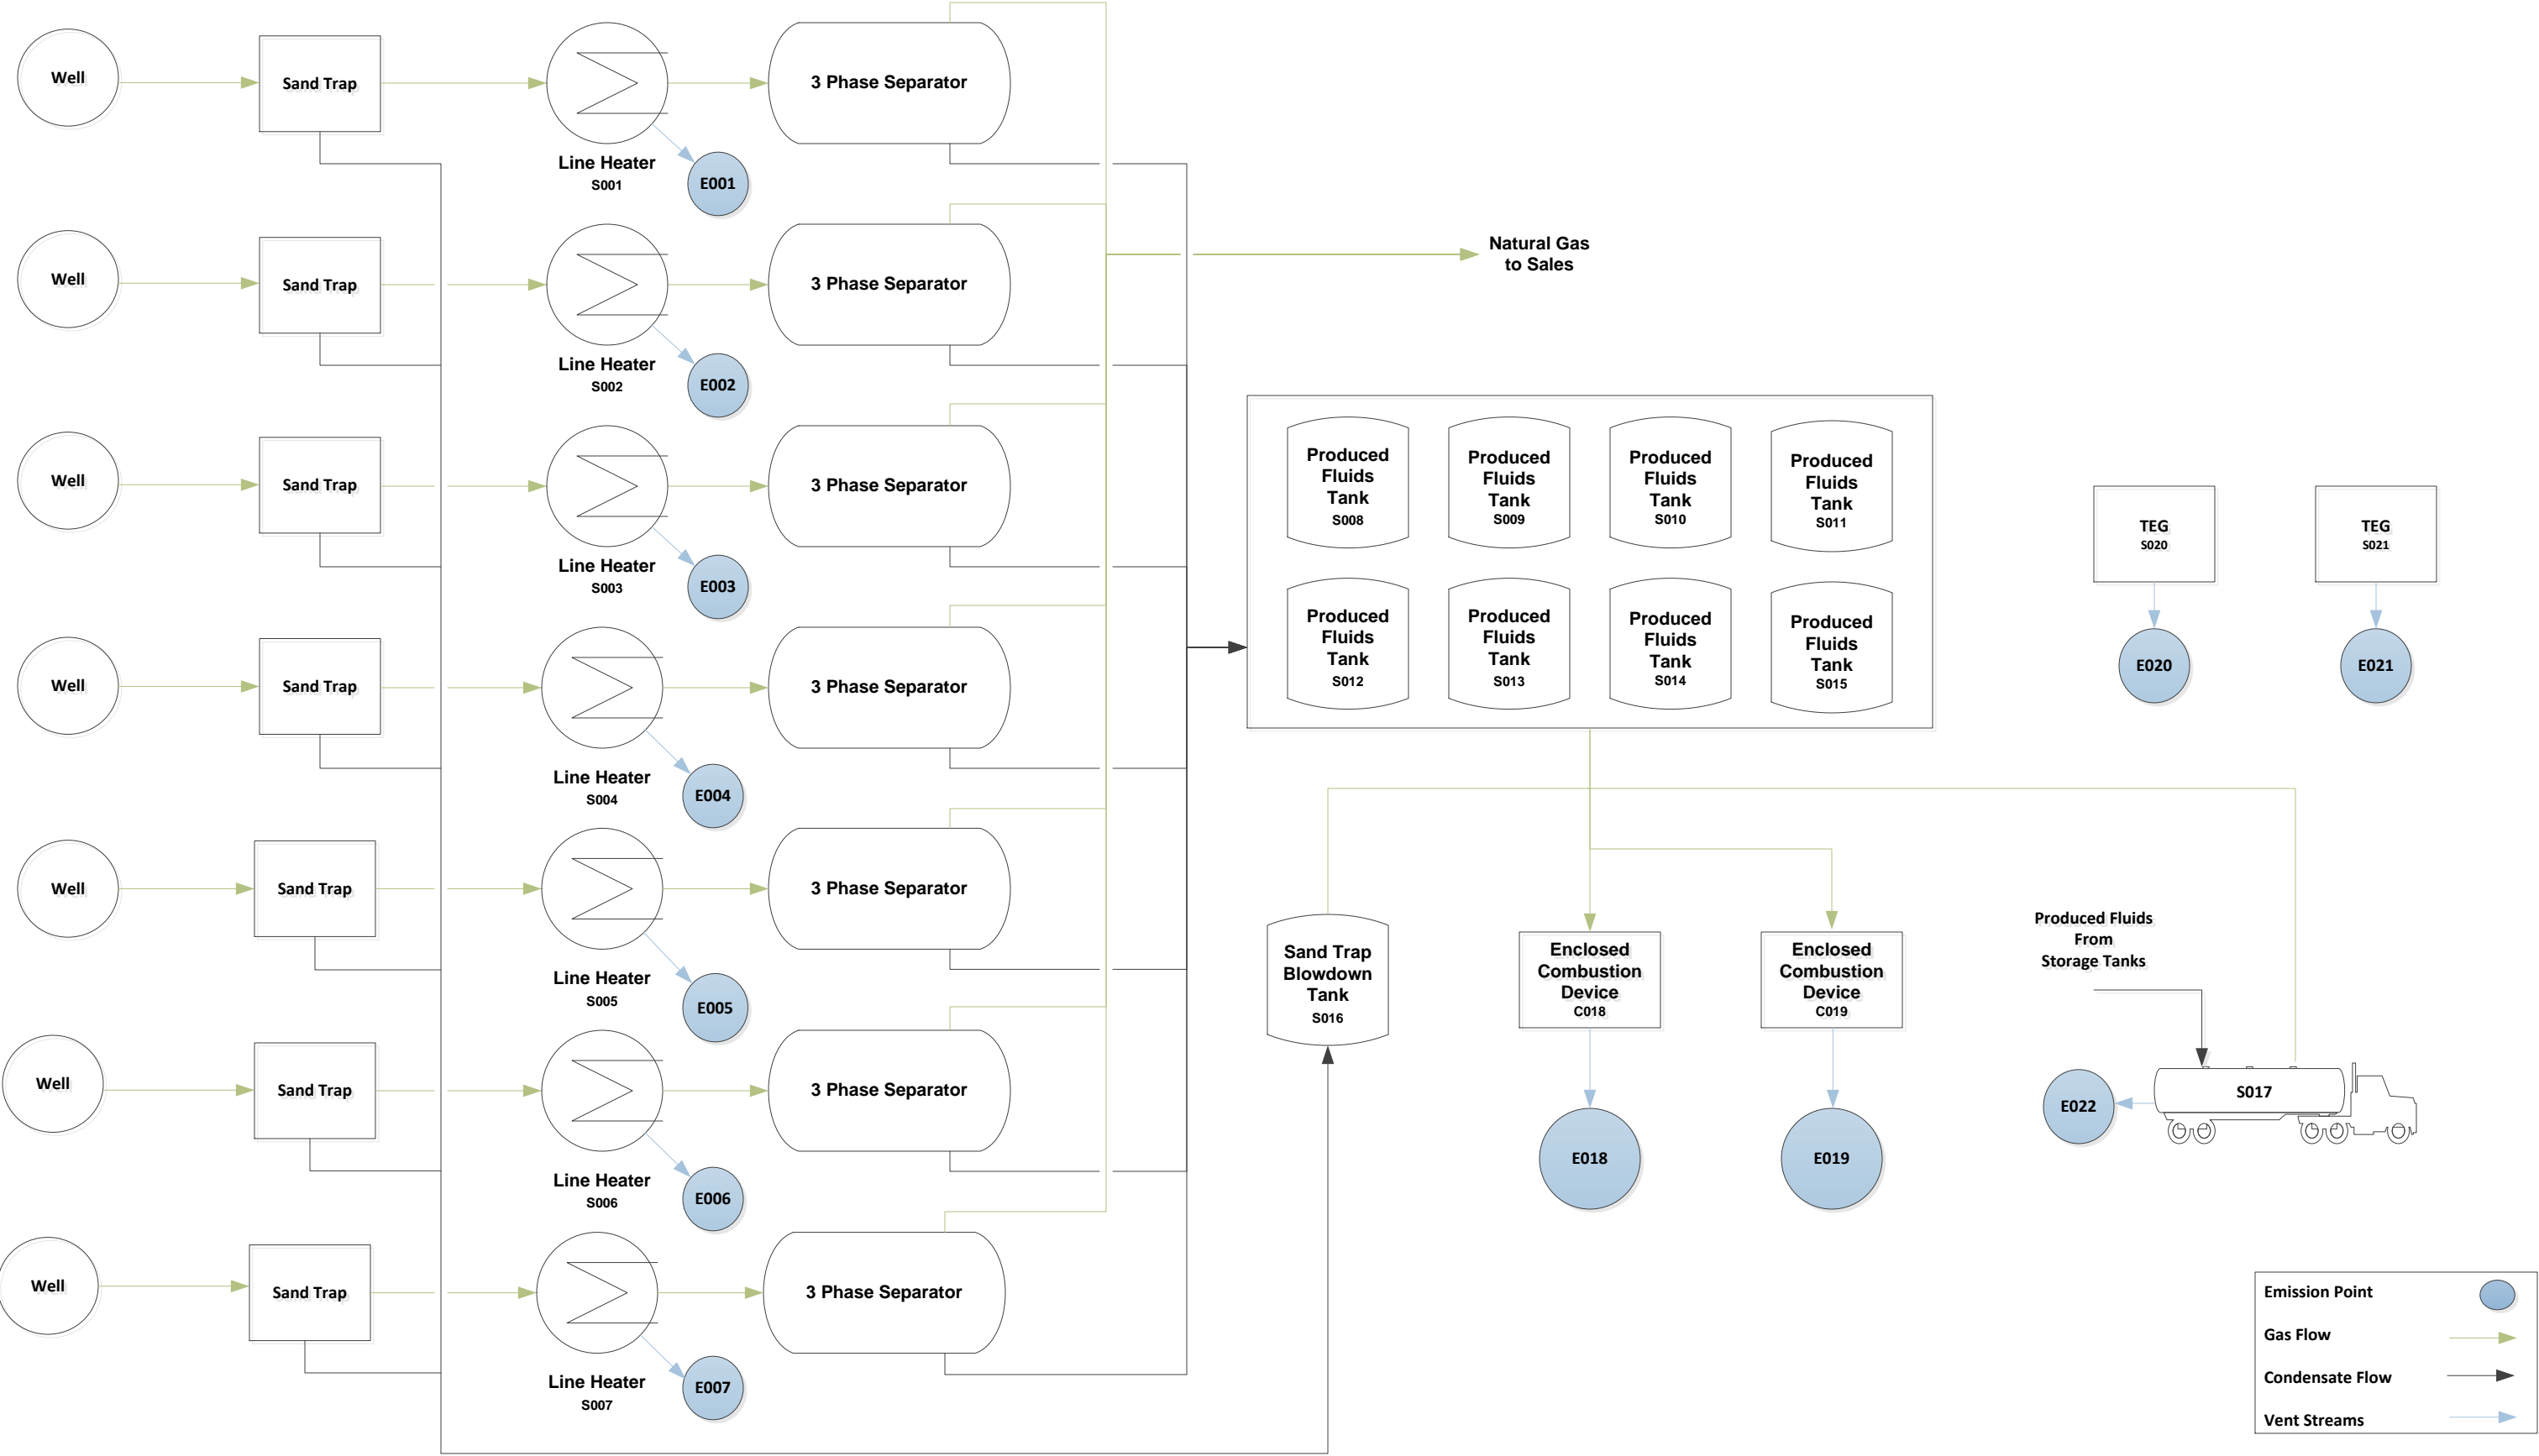 Well
Sand Trap
Line Heater
S001
E001
3 Phase Separator
Well
Sand Trap
Line Heater
S002
E002
3 Phase Separator
Natural Gas
to Sales
Well
Sand Trap
Line Heater
S003
E003
3 Phase Separator
Well
Sand Trap
Line Heater
S004
E004
3 Phase Separator
Well
Sand Trap
Line Heater
S005
E005
3 Phase Separator
Well
Sand Trap
Line Heater
S006
E006
3 Phase Separator
Well
Sand Trap
Line Heater
S007
E007
3 Phase Separator
Produced
Fluids
Tank
S008
Produced
Fluids
Tank
S009
Produced
Fluids
Tank
S010
Produced
Fluids
Tank
S011
Produced
Fluids
Tank
S012
Produced
Fluids
Tank
S013
Produced
Fluids
Tank
S014
Produced
Fluids
Tank
S015
TEG
S020
E020
TEG
S021
E021
Sand Trap
Blowdown
Tank
S016
Enclosed
Combustion
Device
C018
E018
Enclosed
Combustion
Device
C019
E019
Produced Fluids
From
Storage Tanks
E022
S017
Emission Point
Gas Flow
Condensate Flow
Vent Streams